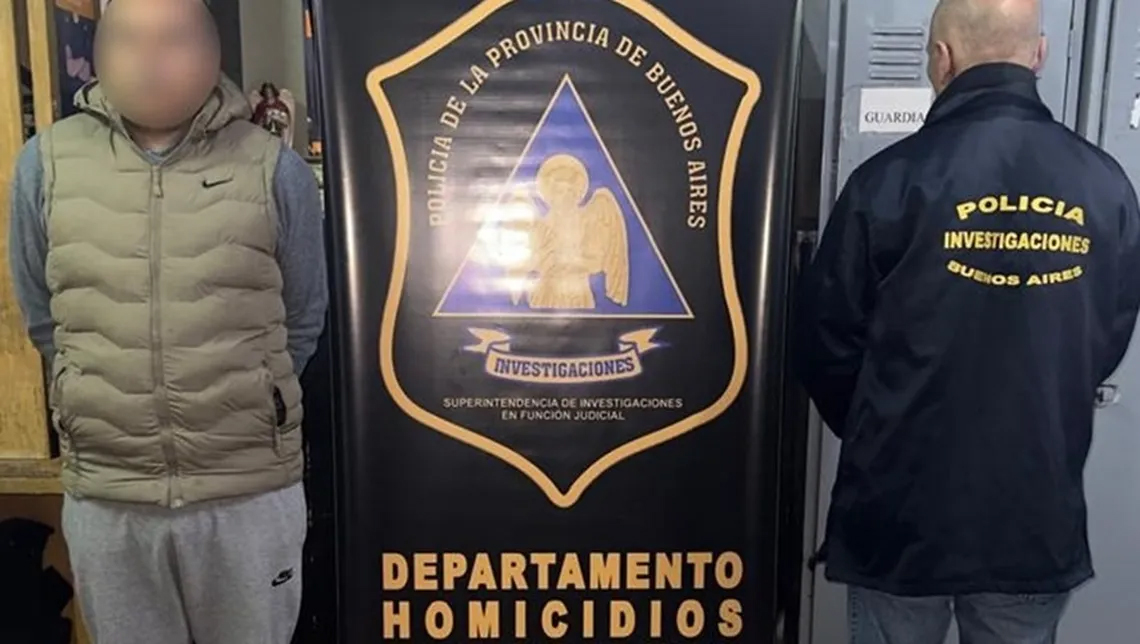 POLICIA DE LA PROVINCIA DE BUENOS AIRES
INVESTIGACIONES
SUPERINTENDENCIA DE INVESTIGACIONES
EN FUNCIÓN JUDICIAL
DEPARTAMENTO
HOMICIDIOS
GUARDIA
POLICIA
INVESTIGACIONES
BUENOS AIRES